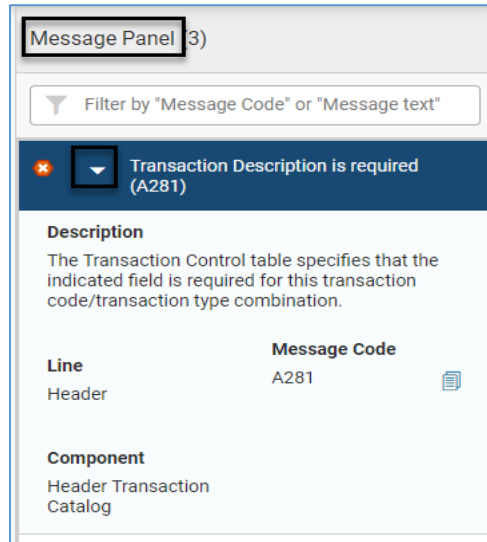 Message Panel (3)
Filter by "Message Code" or "Message text"
Transaction Description is required
(A281)
Description
The Transaction Control table specifies that the
indicated field is required for this transaction
code/transaction type combination.
Line
Header
Message Code
A281
Component
Header Transaction
Catalog